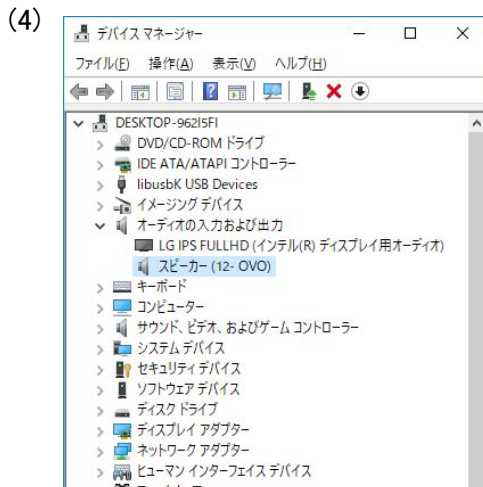 (4)
デバイス マネージャー
ファイル(F) 操作(A) 表示(V) ヘルプ(H)
DESKTOP-962I5FI
DVD/CD-ROM ドライブ
IDE ATA/ATAPI コントローラー
libusbK USB Devices
イメージング デバイス
オーディオの入力および出力
LG IPS FULLHD (インテル(R) ディスプレイ用オーディオ)
スピーカー (12- OVO)
キーボード
コンピューター
サウンド、ビデオ、およびゲーム コントローラー
システム デバイス
セキュリティ デバイス
ソフトウェア デバイス
ディスク ドライブ
ディスプレイ アダプター
ネットワーク アダプター
ヒューマン インターフェイス デバイス